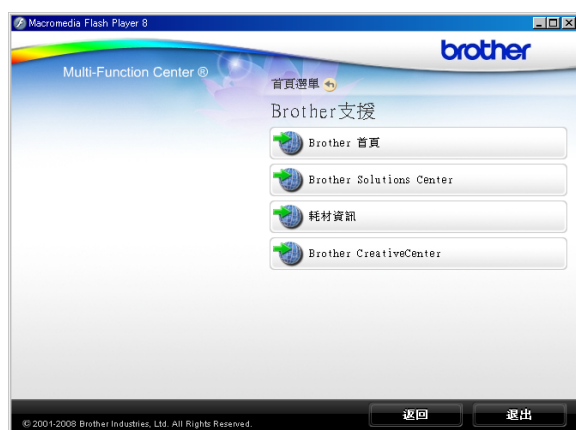 Macromedia Flash Player 8
brother
Multi-Function Center ®
首頁選單
Brother支援
Brother 首頁
Brother Solutions Center
耗材資訊
Brother CreativeCenter
返回
退出
© 2001-2008 Brother Industries, Ltd. All Rights Reserved.